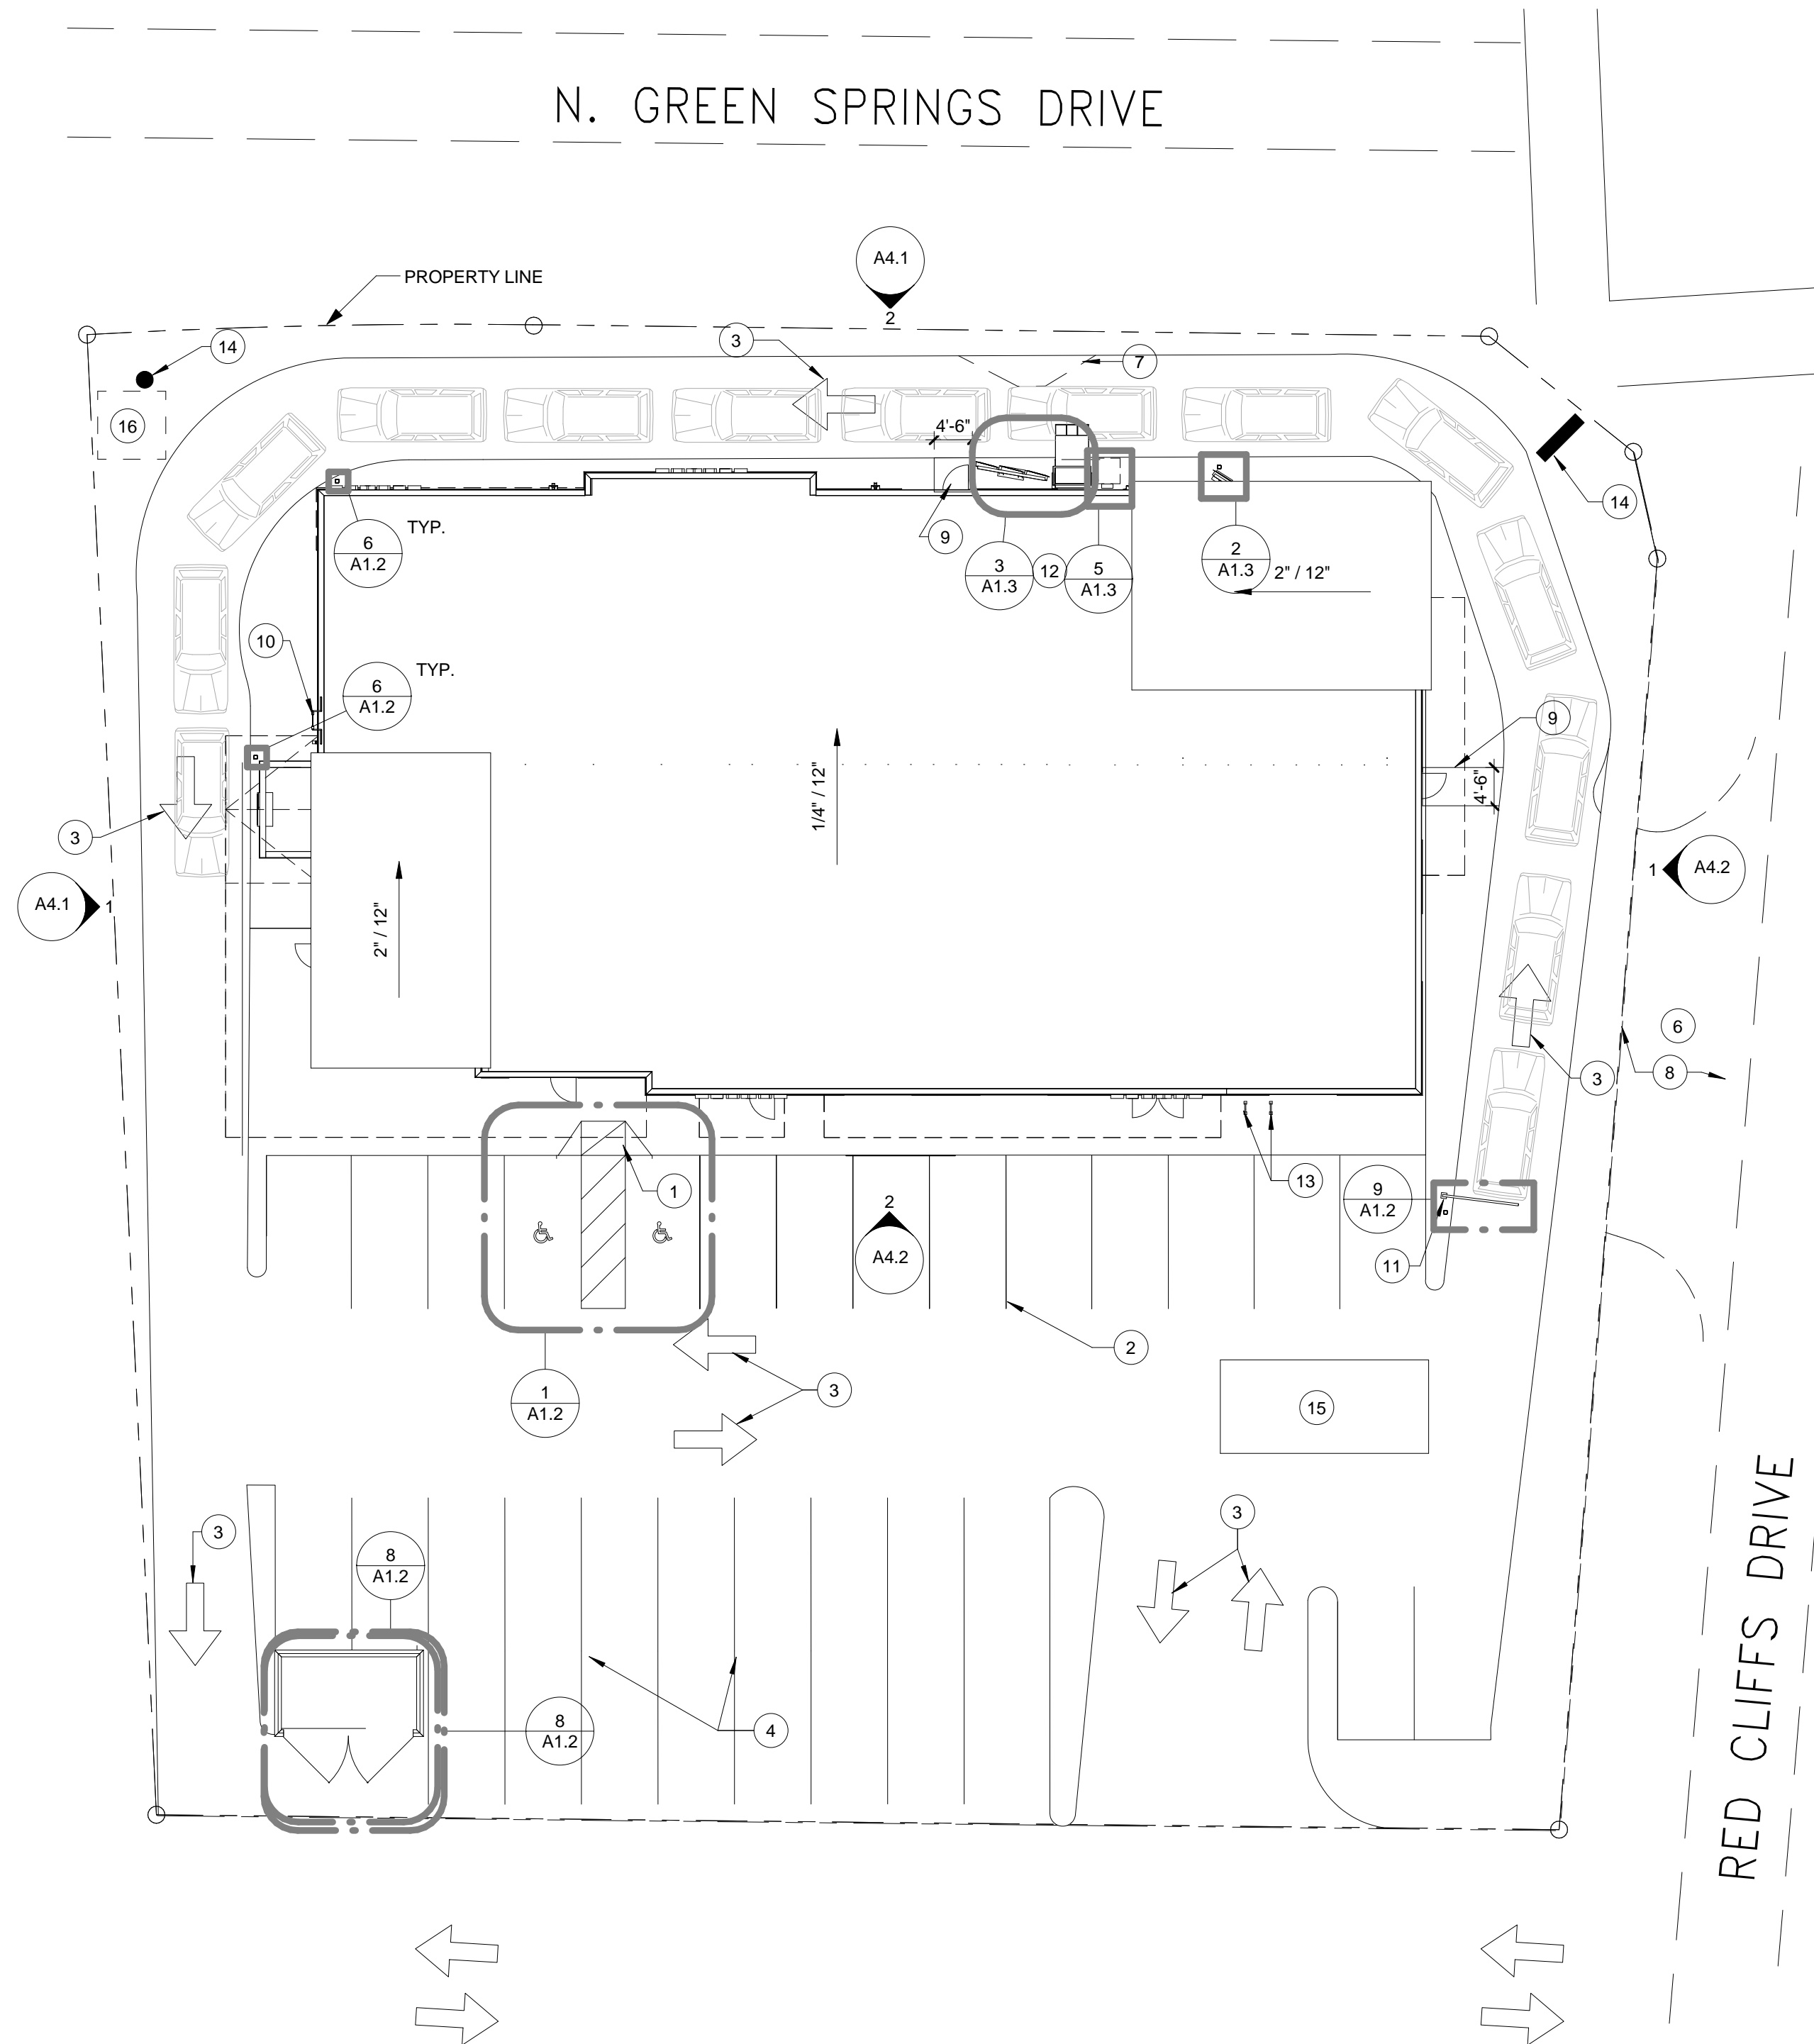 N. GREEN SPRINGS DRIVE
A4.1
2
PROPERTY LINE
14
3
7
16
4'-6"
14
9
6
A1.2
TYP.
3
A1.3
12
5
A1.3
2
A1.3
2" / 12"
10
6
A1.2
TYP.
9
4'-6"
1/4" / 12"
3
A4.1
1
2" / 12"
1
A4.2
6
8
3
1
13
9
A1.2
2
A4.2
11
2
3
1
A1.2
15
3
3
8
A1.2
8
A1.2
4
RED CLIFFS DRIVE